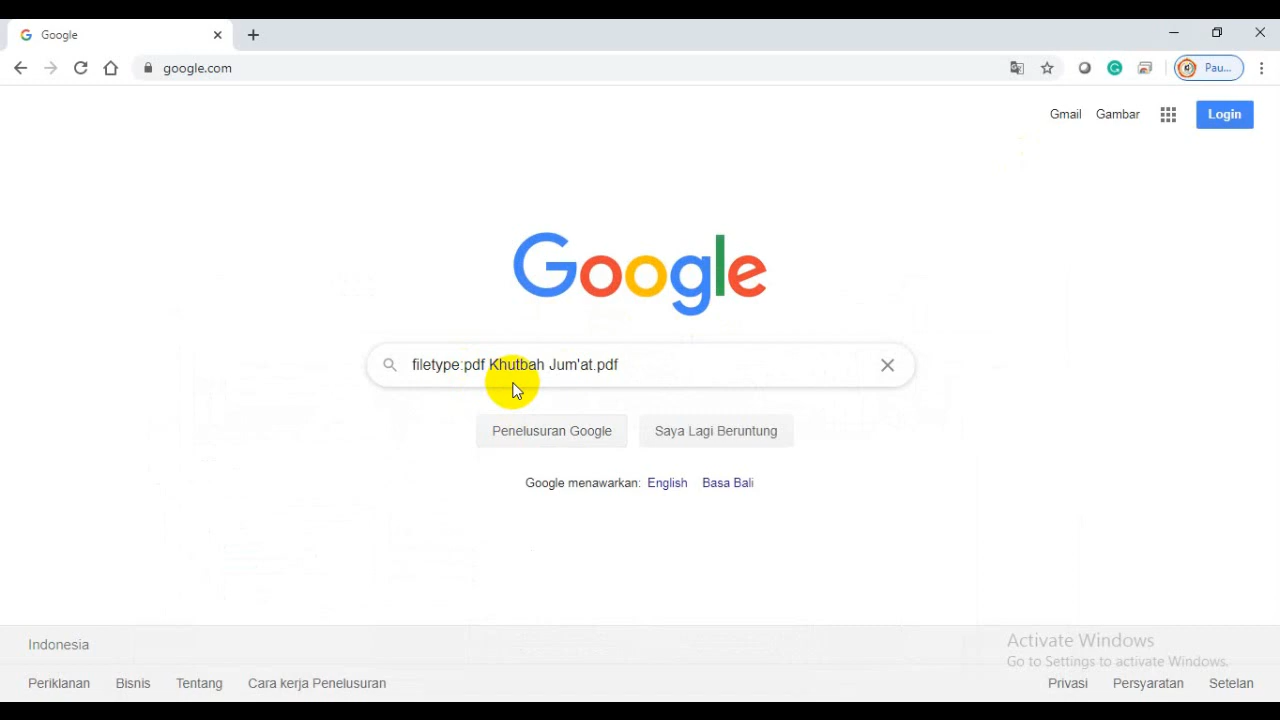 Google
google.com
Pau...
Gmail Gambar
Login
Google
filetype:pdf Khutbah Jum'at.pdf
Penelusuran Google
Saya Lagi Beruntung
Google menawarkan: English Basa Bali
Indonesia
Activate Windows
Go to Settings to activate Windows.
Periklanan Bisnis Tentang Cara kerja Penelusuran
Privasi Persyaratan Setelan